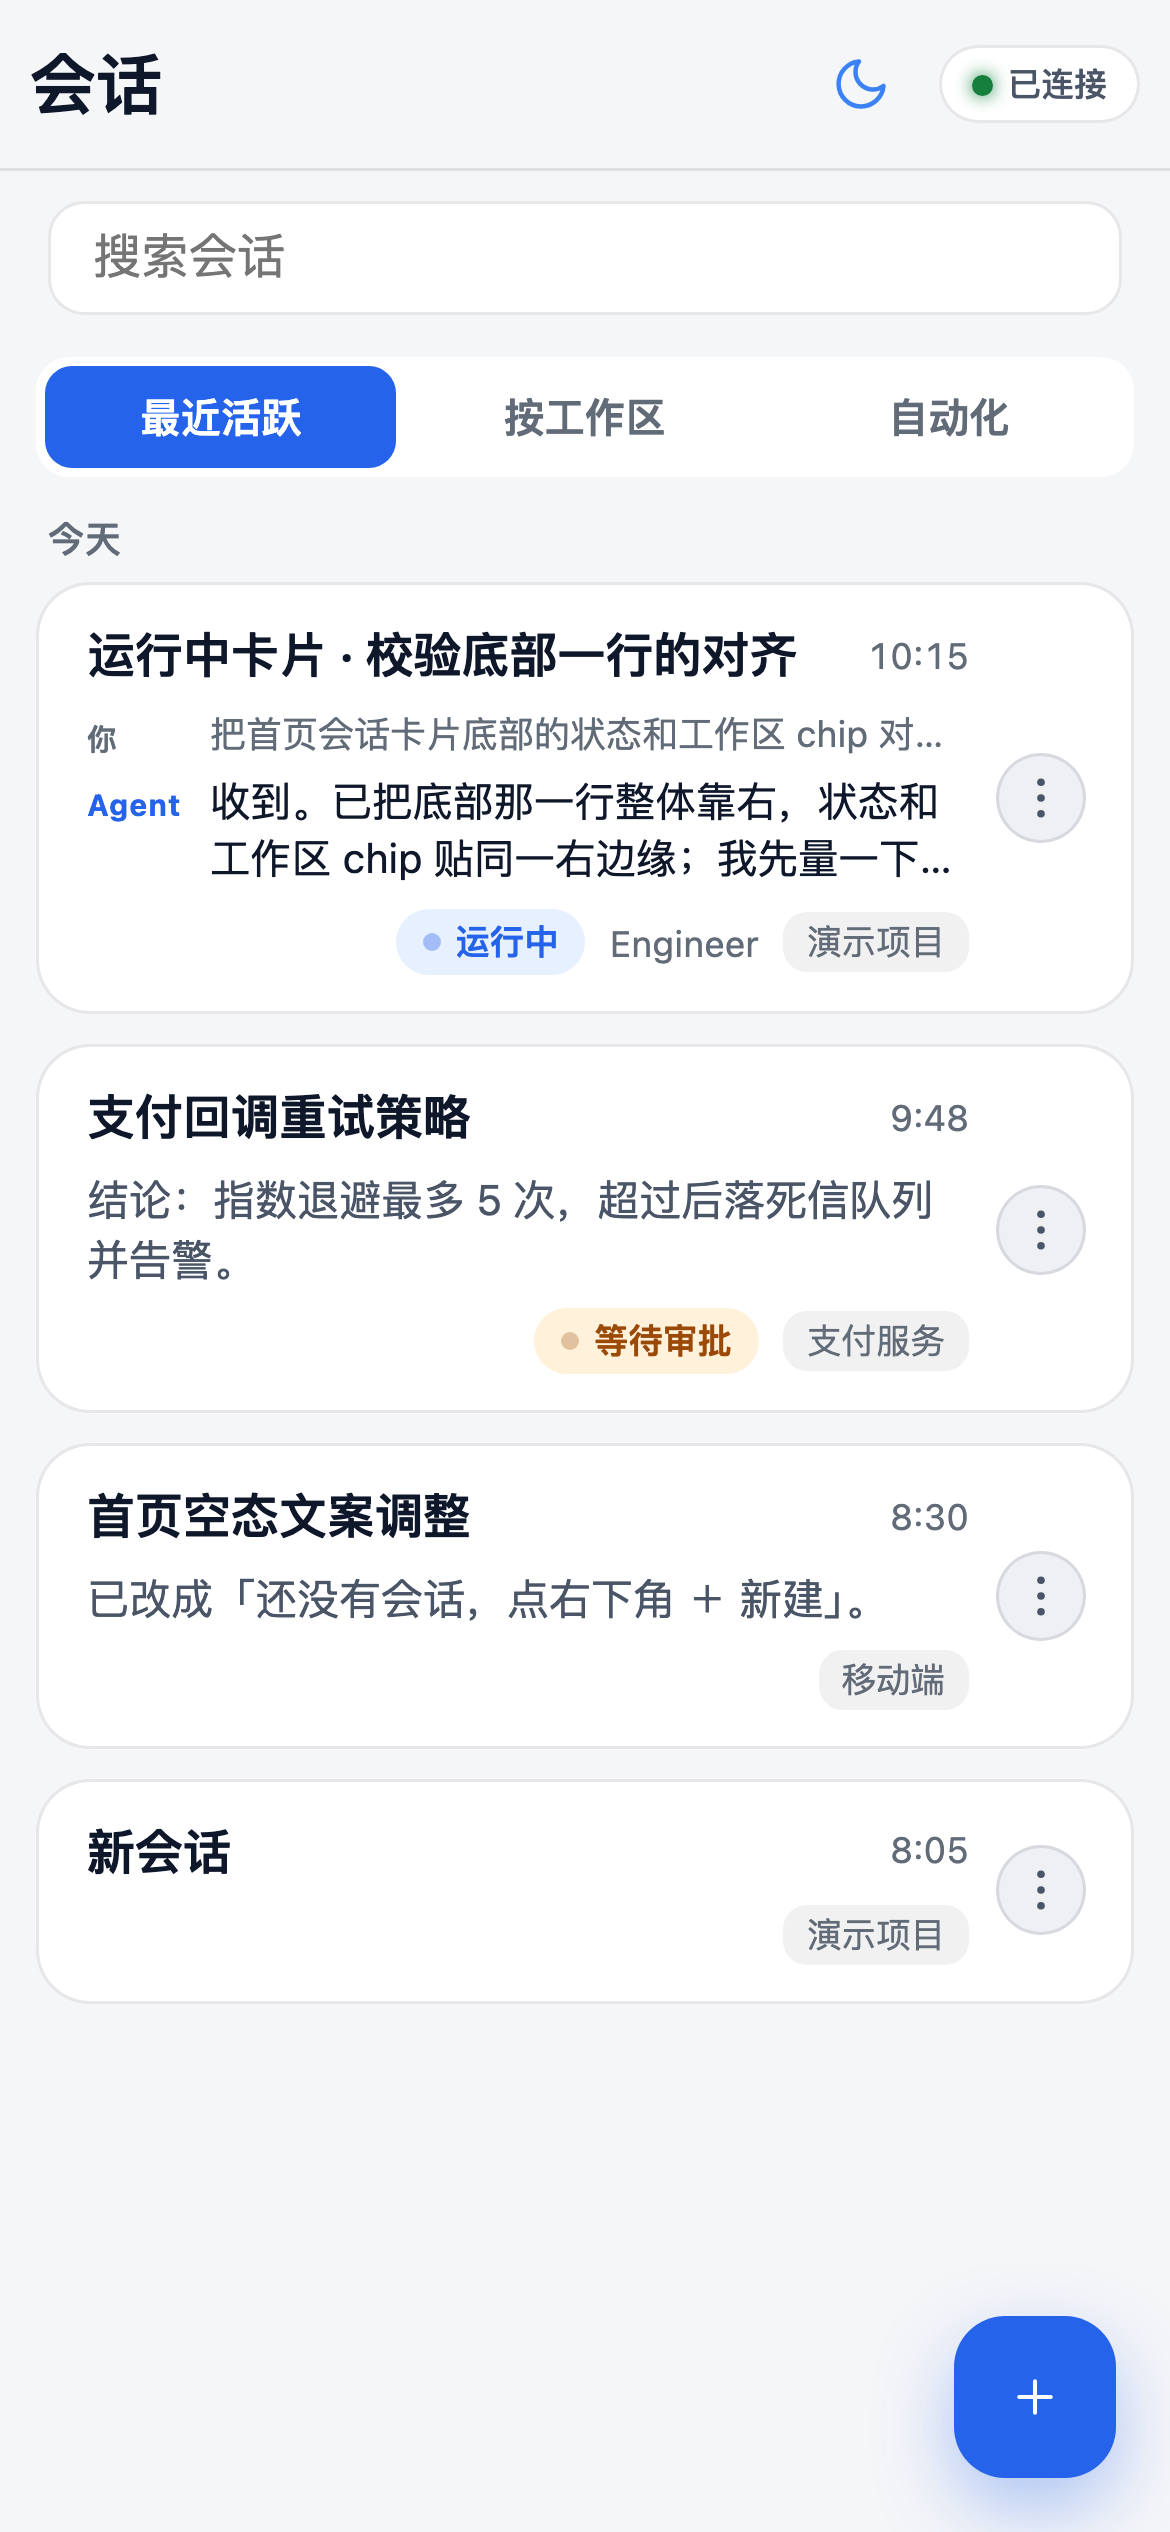 会话
已连接
搜索会话
最近活跃
按工作区
自动化
今天
运行中卡片 · 校验底部一行的对齐
10:15
你
把首页会话卡片底部的状态和工作区 chip 对…
Agent
收到。已把底部那一行整体靠右，状态和
工作区 chip 贴同一右边缘；我先量一下…
运行中
Engineer
演示项目
支付回调重试策略
9:48
结论：指数退避最多 5 次，超过后落死信队列
并告警。
等待审批
支付服务
首页空态文案调整
8:30
已改成「还没有会话，点右下角 ＋ 新建」。
移动端
新会话
8:05
演示项目